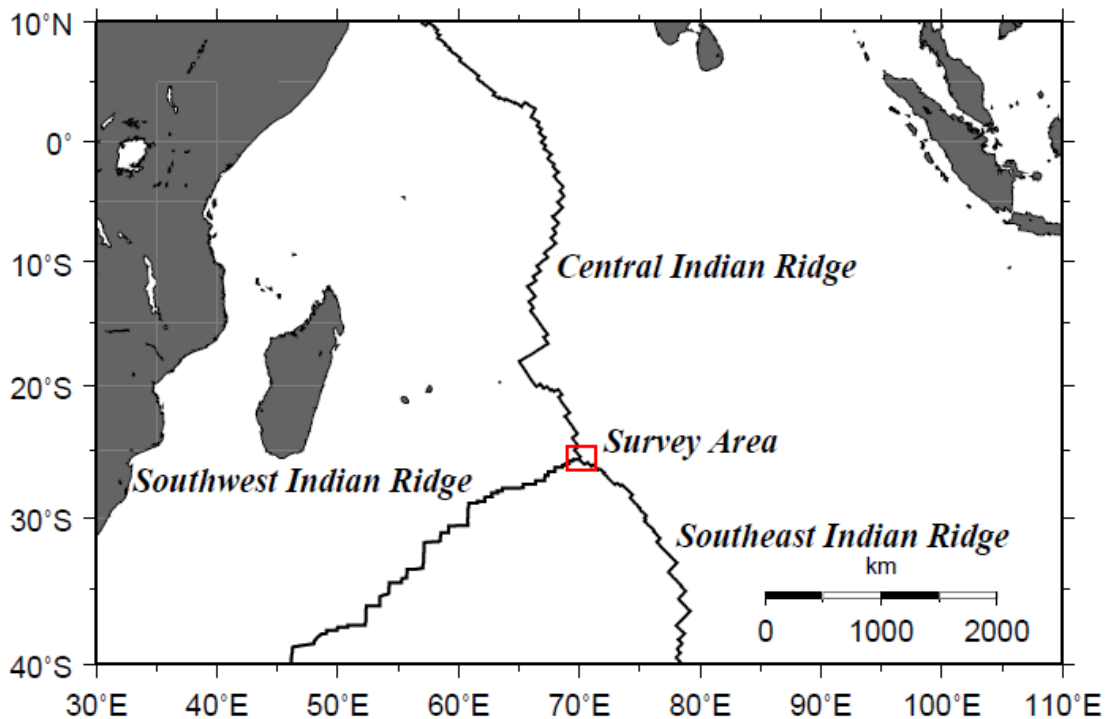 10°N
0°
10°S
20°S
30°S
40°S
Central Indian Ridge
Survey Area
Southwest Indian Ridge
Southeast Indian Ridge
km
0 1000 2000
30°E 40°E 50°E 60°E 70°E 80°E 90°E 100°E 110°E